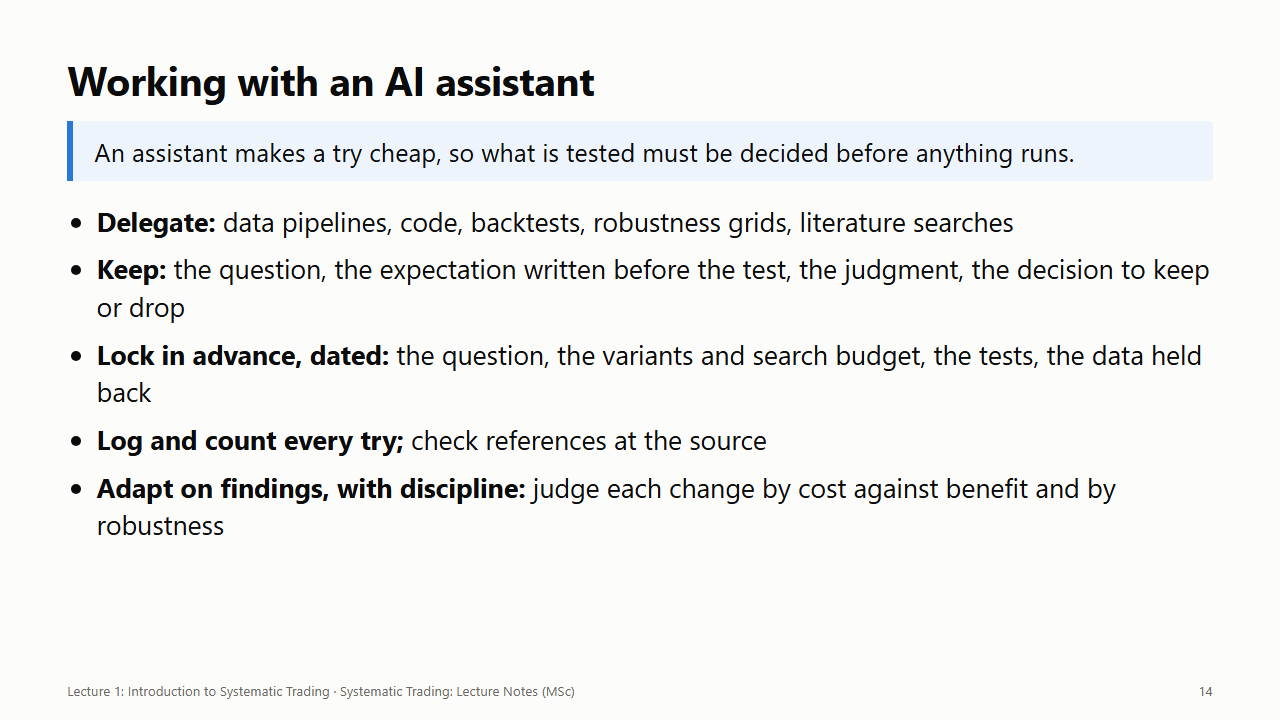 Working with an AI assistant
An assistant makes a try cheap, so what is tested must be decided before anything runs.
• Delegate: data pipelines, code, backtests, robustness grids, literature searches
• Keep: the question, the expectation written before the test, the judgment, the decision to keep
or drop
• Lock in advance, dated: the question, the variants and search budget, the tests, the data held
back
• Log and count every try; check references at the source
• Adapt on findings, with discipline: judge each change by cost against benefit and by
robustness
Lecture 1: Introduction to Systematic Trading · Systematic Trading: Lecture Notes (MSc)
14